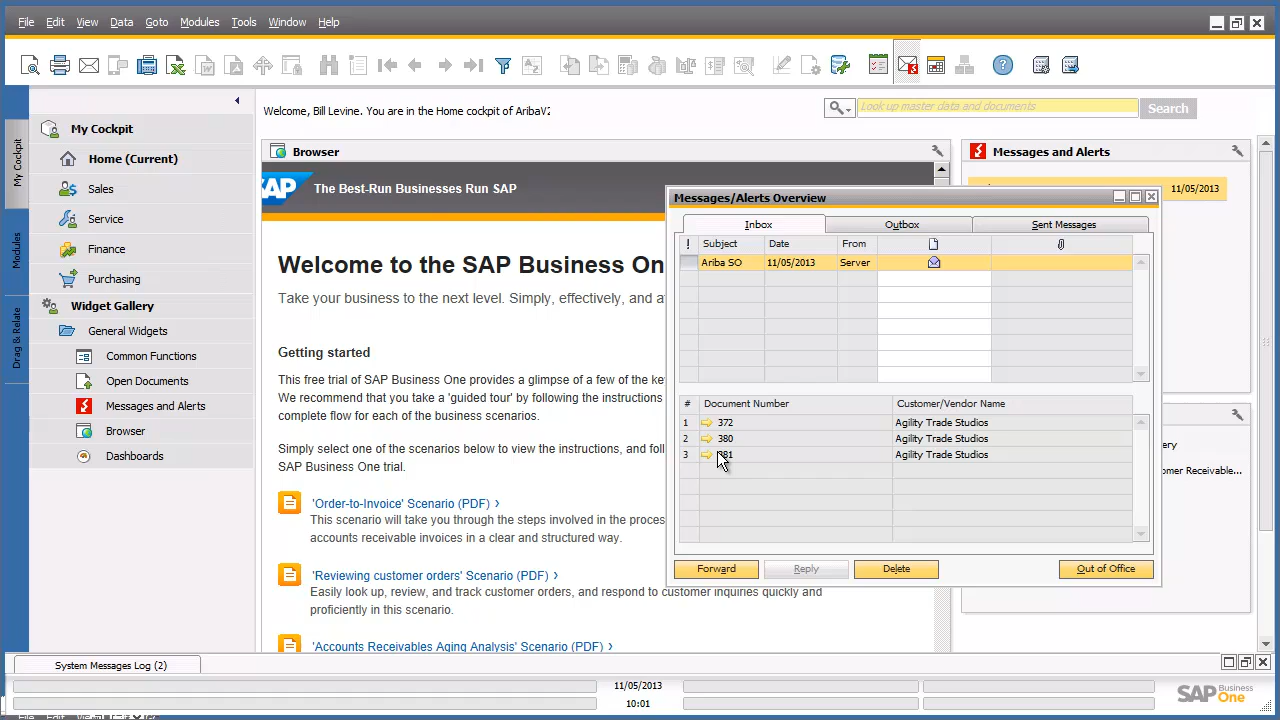 File Edit View Data Goto Modules Tools Window Help
Welcome, Bill Levine. You are in the Home cockpit of AribaV2
Look up master data and documents
Search
My Cockpit
Modules
Drag & Relate
My Cockpit
Home (Current)
Sales
Service
Finance
Purchasing
Widget Gallery
General Widgets
Common Functions
Open Documents
Messages and Alerts
Browser
Dashboards
Browser
SAP
The Best-Run Businesses Run SAP
Welcome to the SAP Business On
Take your business to the next level. Simply, effectively, and
Getting started
This free trial of SAP Business One provides a glimpse of a few of the
We recommend that you take a 'guided tour' by following the instructions
complete flow for each of the business scenarios.
Simply select one of the scenarios below to view the instructions, and
SAP Business One trial.
'Order-to-Invoice' Scenario (PDF) ›
This scenario will take you through the steps involved in the
accounts receivable invoices in a clear and structured way.
'Reviewing customer orders' Scenario (PDF) ›
Easily look up, review, and track customer orders, and respond to customer inquiries quickly and
proficiently in this scenario.
'Accounts Receivables Aging Analysis' Scenario (PDF) ›
Messages and Alerts
11/05/2013
Messages/Alerts Overview
Inbox Outbox Sent Messages
! Subject Date From
Ariba SO 11/05/2013 Server
# Document Number Customer/Vendor Name
1 372 Agility Trade Studios
2 380 Agility Trade Studios
3 381 Agility Trade Studios
Forward Reply Delete Out of Office
System Messages Log (2)
11/05/2013
10:01
SAP Business One
File Edit